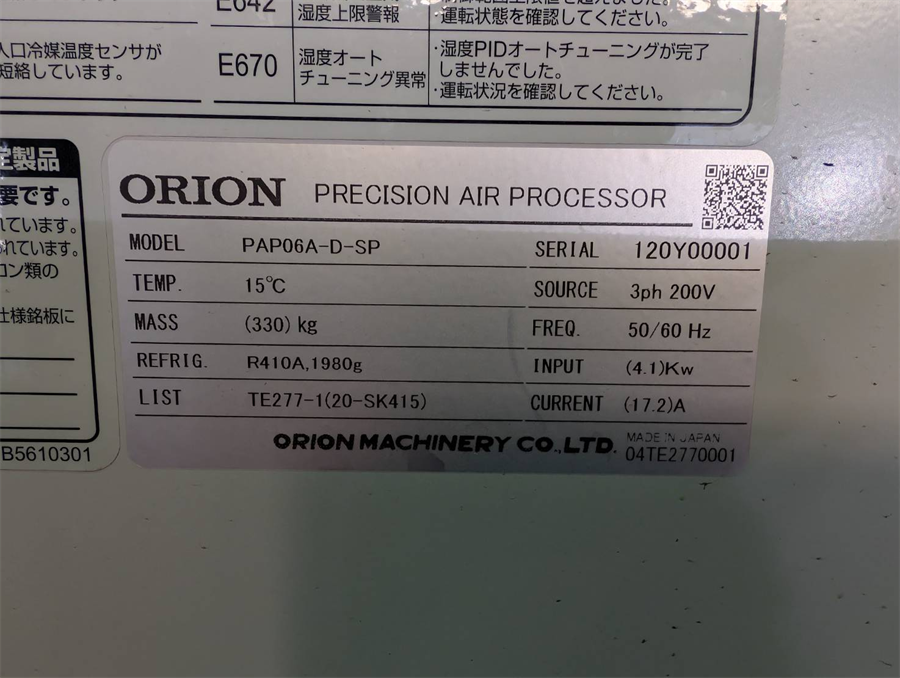 E642
湿度上限警報
運転状態を確認してください。
入口冷媒温度センサが
短絡しています。
E670
湿度オート
チューニング異常
・湿度PIDオートチューニングが完了
しませんでした。
・運転状況を確認してください。
定製品
要です。
れています。
われています。
ロン類の
仕様銘板に
B5610301
ORION PRECISION AIR PROCESSOR
MODEL PAP06A-D-SP SERIAL 120Y00001
TEMP. 15℃ SOURCE 3ph 200V
MASS (330) kg FREQ. 50/60 Hz
REFRIG. R410A,1980g INPUT (4.1)Kw
LIST TE277-1(20-SK415) CURRENT (17.2)A
ORION MACHINERY CO.,LTD. MADE IN JAPAN
04TE2770001